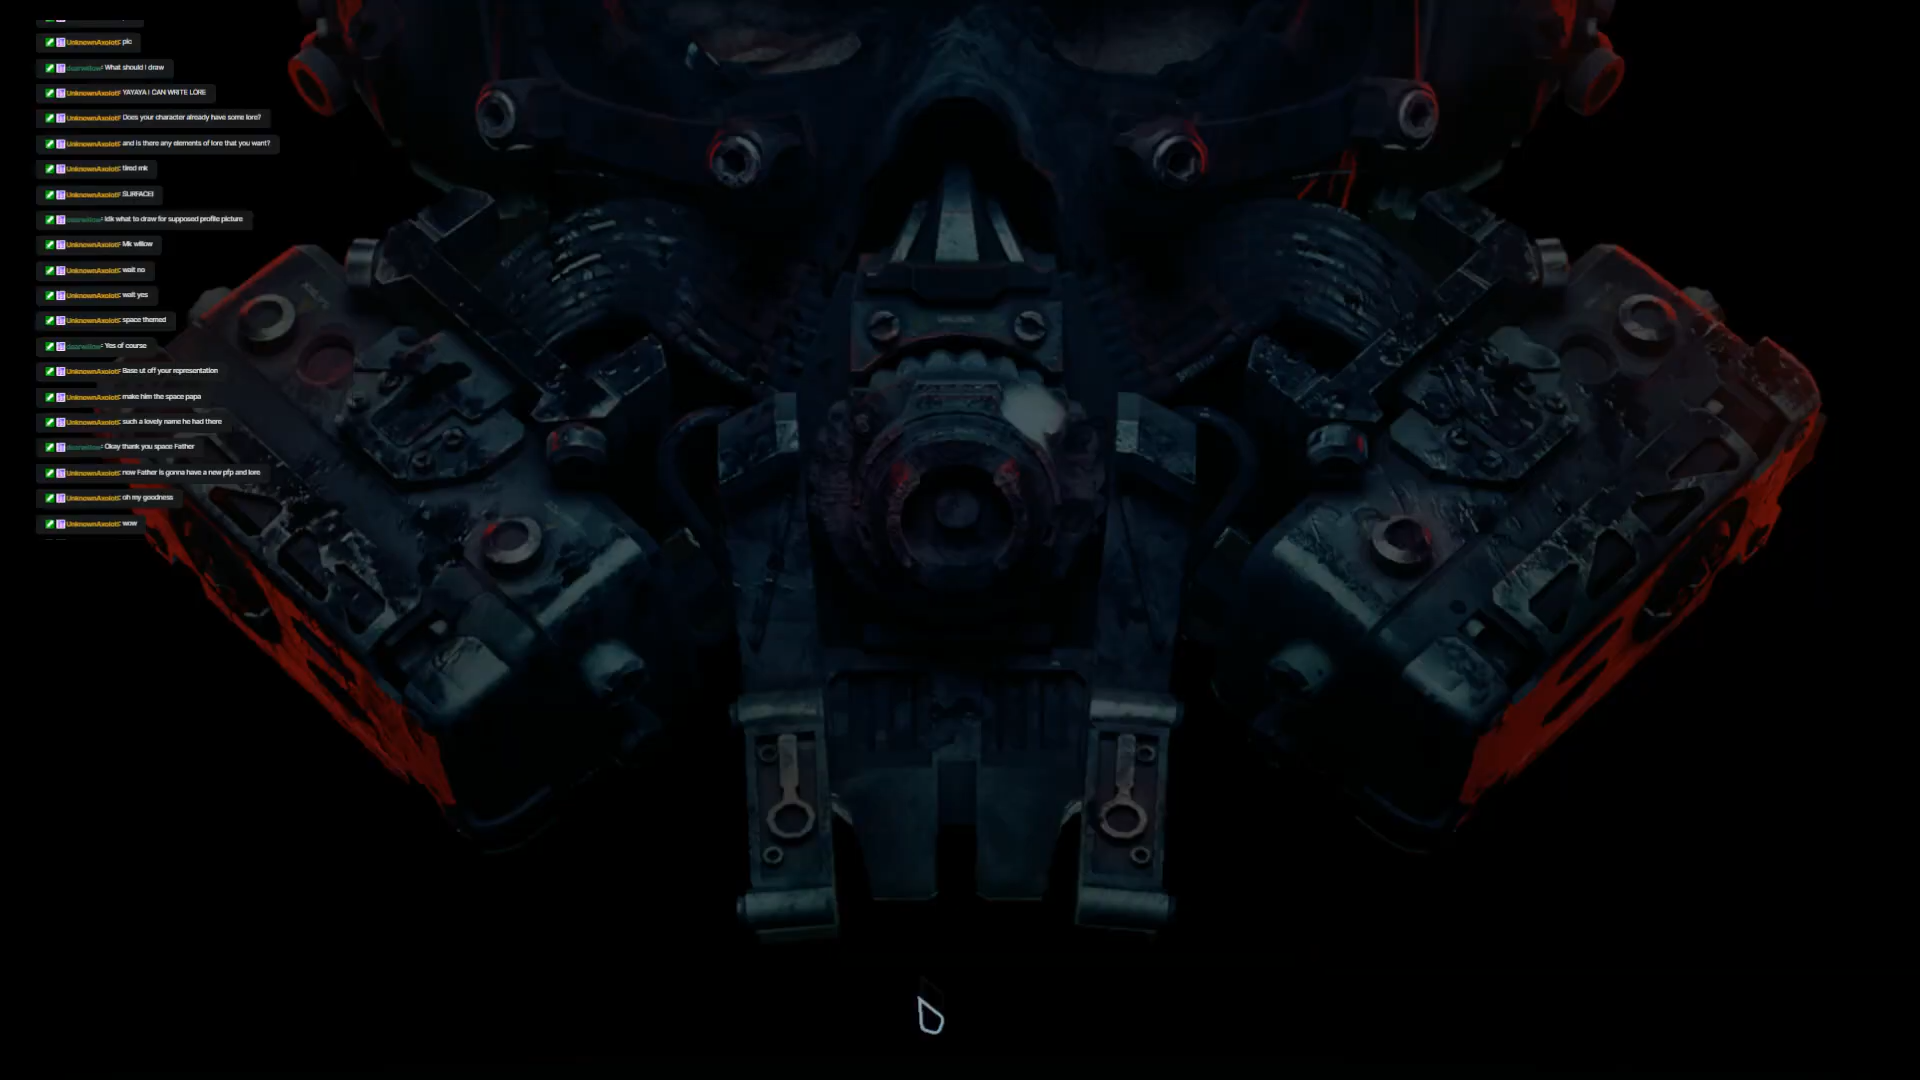 UnknownAxolotl: pic
What should I draw
UnknownAxolotl: YAYAYA I CAN WRITE LORE
UnknownAxolotl: Does your character already have some lore?
UnknownAxolotl: and is there any elements of lore that you want?
UnknownAxolotl: tired mk
UnknownAxolotl: SURFACE!
Idk what to draw for supposed profile picture
UnknownAxolotl: Mk willow
UnknownAxolotl: wait no
UnknownAxolotl: wait yes
UnknownAxolotl: space themed
Yes of course
UnknownAxolotl: Base ut off your representation
UnknownAxolotl: make him the space papa
UnknownAxolotl: such a lovely name he had there
Okay thank you space Father
UnknownAxolotl: now Father is gonna have a new pfp and lore
UnknownAxolotl: oh my goodness
UnknownAxolotl: wow